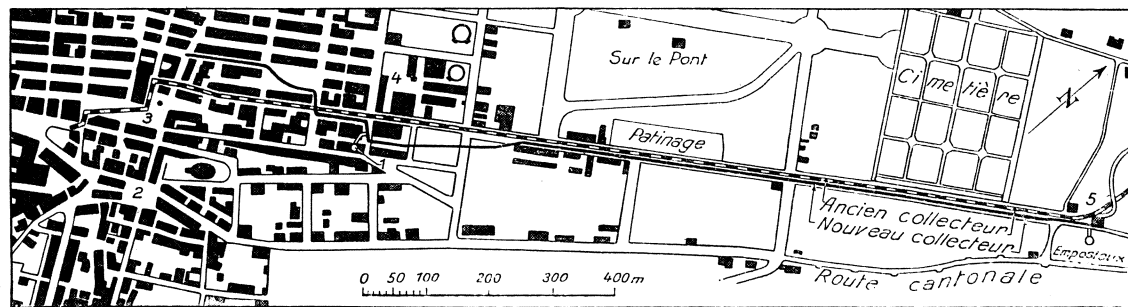 Sur le Pont
Cimetière
N
Patinage
4
3
1
2
5
Ancien collecteur
Nouveau collecteur
Empostaux
Route cantonale
0 50 100 200 300 400 m